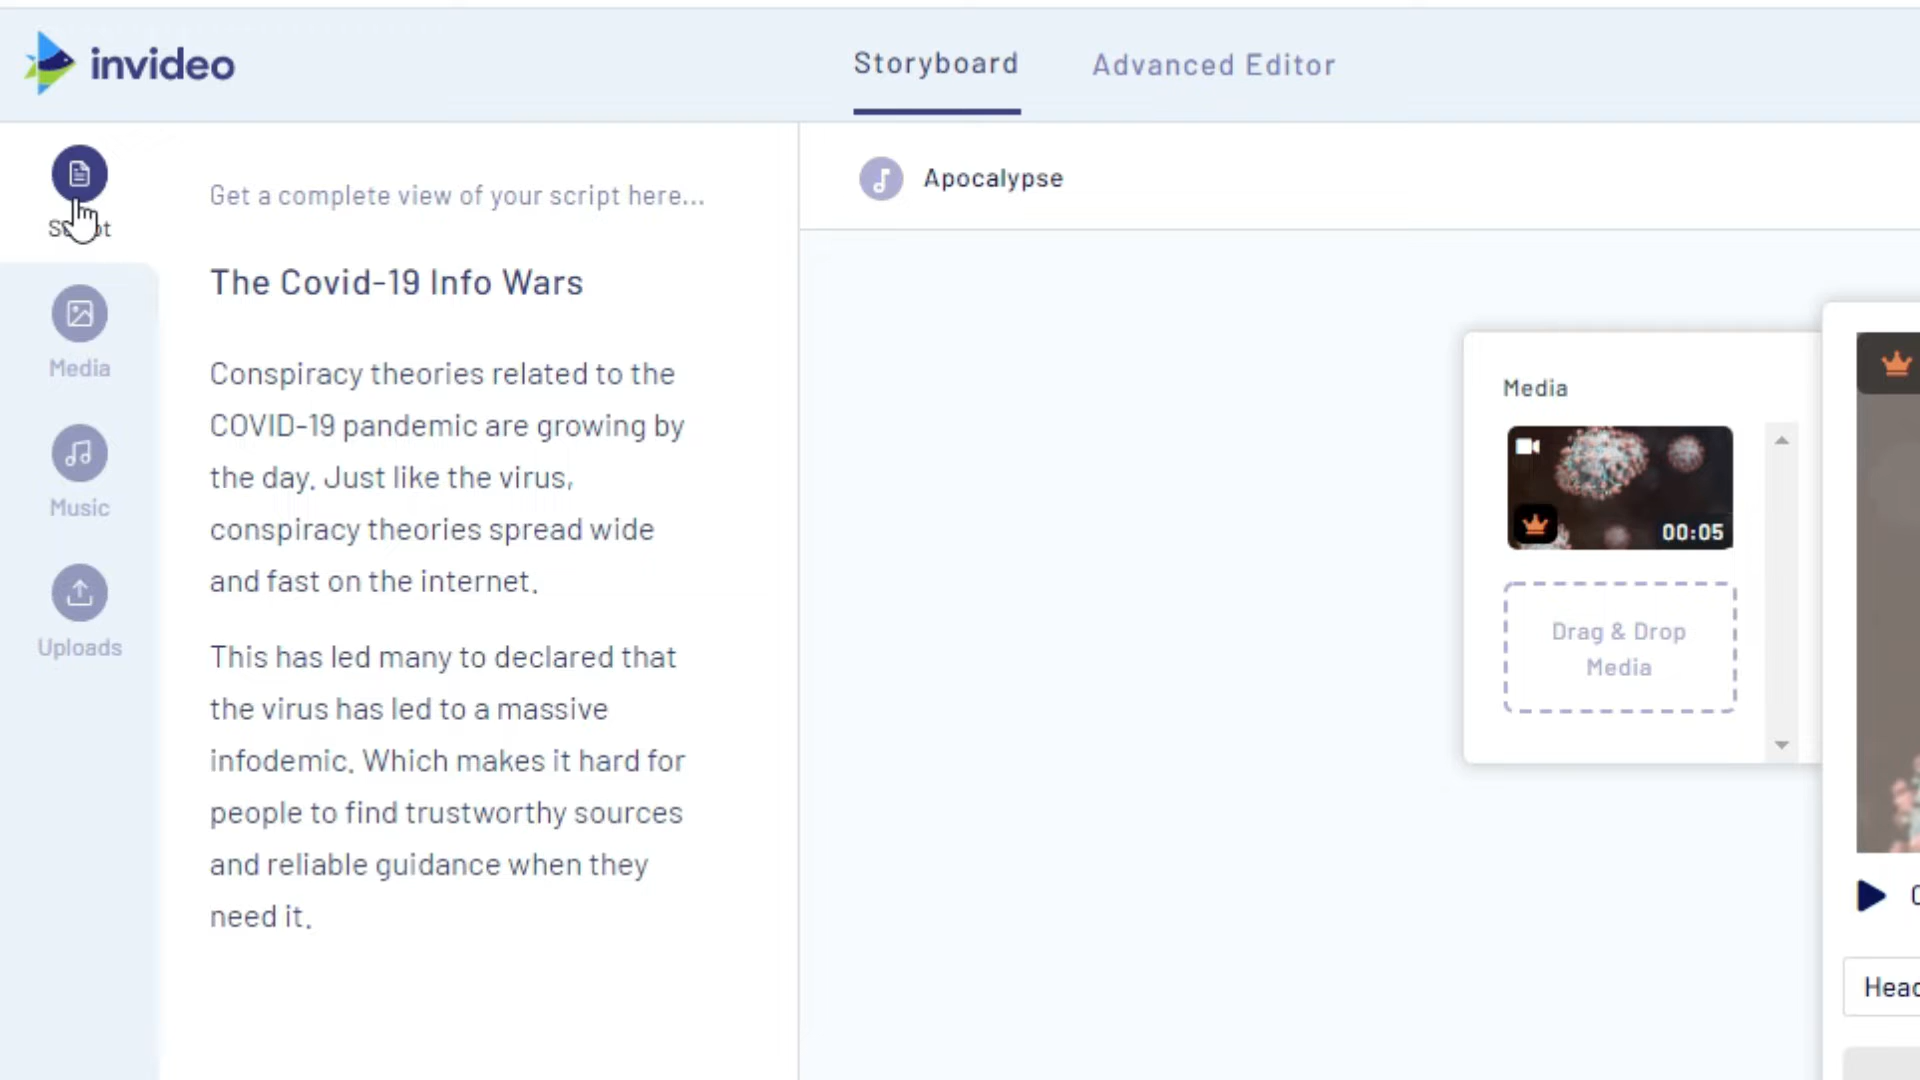 invideo
Storyboard
Advanced Editor
Script
Media
Music
Uploads
Get a complete view of your script here...
The Covid-19 Info Wars
Conspiracy theories related to the
COVID-19 pandemic are growing by
the day. Just like the virus,
conspiracy theories spread wide
and fast on the internet.
This has led many to declared that
the virus has led to a massive
infodemic. Which makes it hard for
people to find trustworthy sources
and reliable guidance when they
need it.
Apocalypse
Media
00:05
Drag & Drop
Media